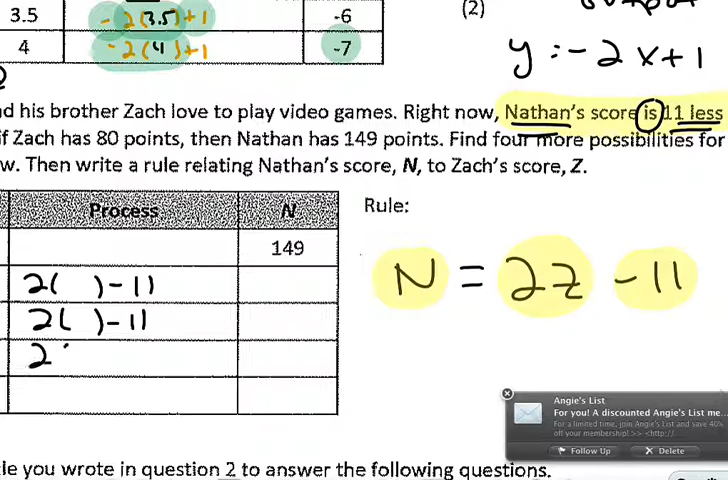 3.5 -2(3.5)+1 -6 (2)
4 -2(4)+1 -7 y = -2x+1
d his brother Zach love to play video games. Right now, Nathan's score is 11 less
if Zach has 80 points, then Nathan has 149 points. Find four more possibilities for
w. Then write a rule relating Nathan's score, N, to Zach's score, Z.
Process N Rule:
149
2( )-11 N = 2Z -11
2( )-11
2
Angie's List
For you! A discounted Angie's List me...
For a limited time, join Angie's List and save 40%
off your membership! >> <http://
Follow Up Delete
le you wrote in question 2 to answer the following questions.